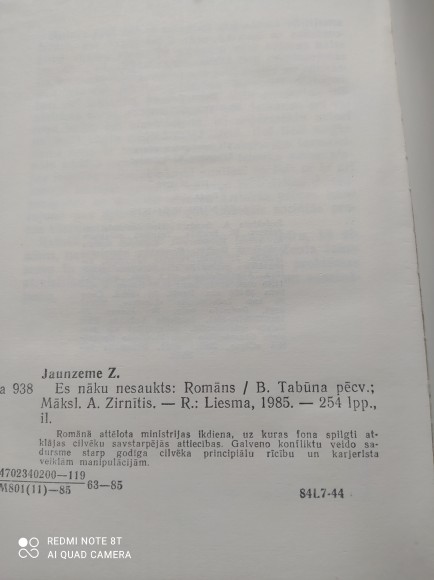 Jaunzeme Z.
a 938 Es nāku nesaukts: Romāns / B. Tabūna pēcv.;
Māksl. A. Zirnītis. — R.: Liesma, 1985. — 254 lpp.,
il.
Romānā attēlota ministrijas ikdiena, uz kuras fona spilgti at-
klājas cilvēku savstarpējās attiecības. Galveno konfliktu veido sa-
dursme starp godīga cilvēka principiālu rīcību un karjerista
veiklām manipulācijām.
4702340200—119
M801(11)—85 63—85
84L7-44
REDMI NOTE 8T
AI QUAD CAMERA